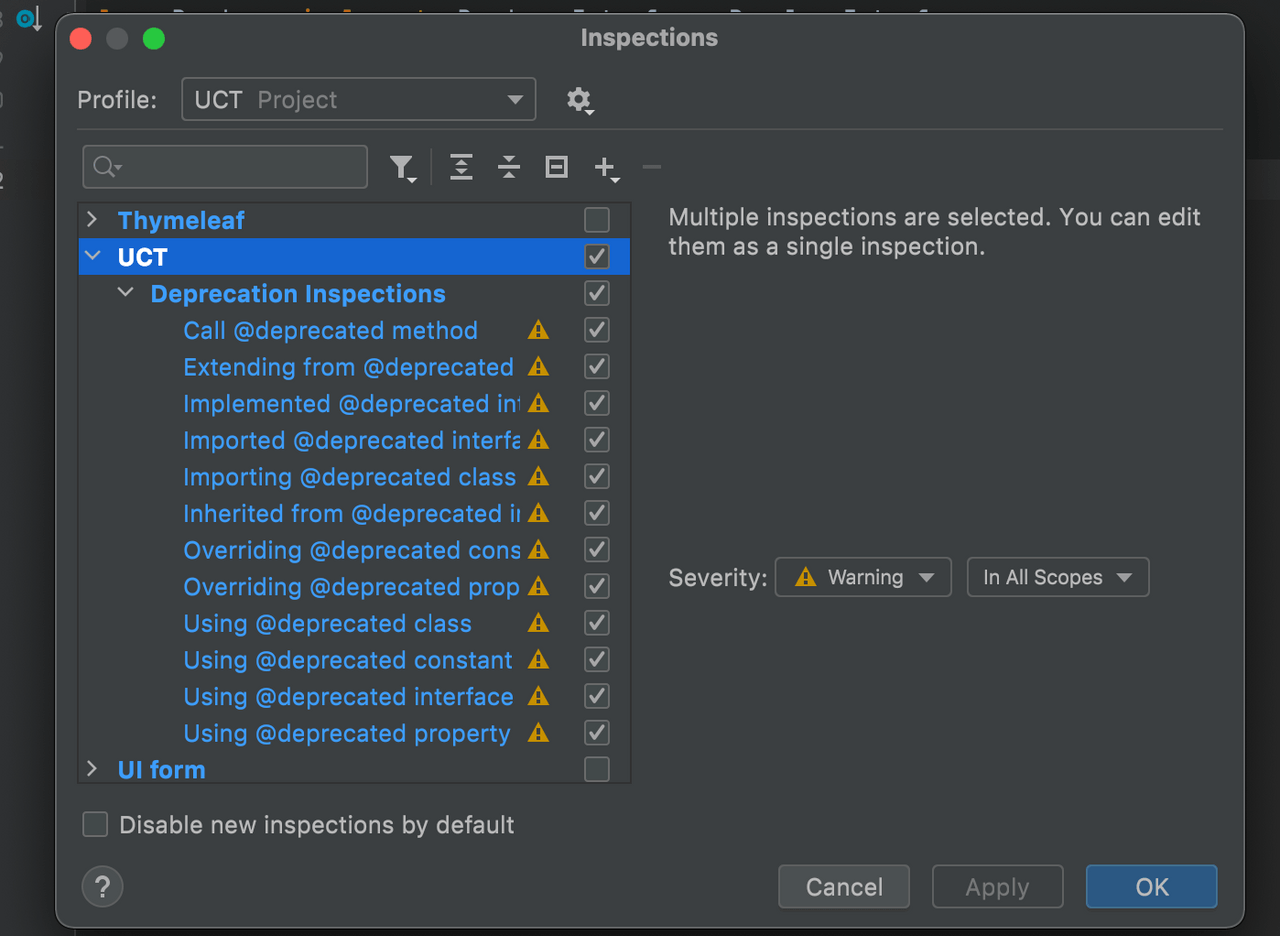 Inspections
Profile:
UCT Project
Thymeleaf
UCT
Deprecation Inspections
Call @deprecated method
Extending from @deprecated
Implemented @deprecated int
Imported @deprecated interfa
Importing @deprecated class
Inherited from @deprecated i
Overriding @deprecated cons
Overriding @deprecated prop
Using @deprecated class
Using @deprecated constant
Using @deprecated interface
Using @deprecated property
UI form
Multiple inspections are selected. You can edit
them as a single inspection.
Severity:
Warning
In All Scopes
Disable new inspections by default
?
Cancel
Apply
OK